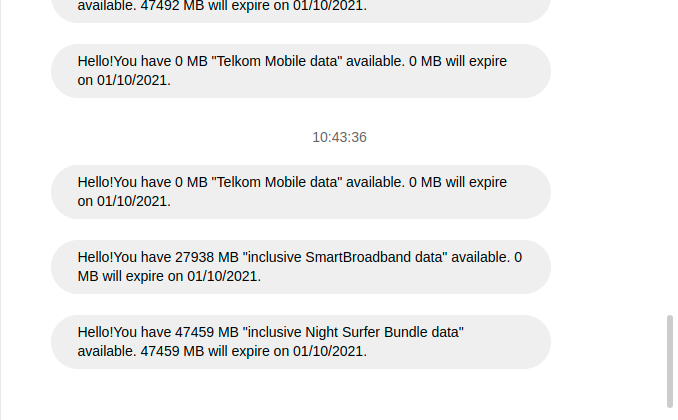 available. 47492 MB will expire on 01/10/2021.
Hello!You have 0 MB "Telkom Mobile data" available. 0 MB will expire
on 01/10/2021.
10:43:36
Hello!You have 0 MB "Telkom Mobile data" available. 0 MB will expire
on 01/10/2021.
Hello!You have 27938 MB "inclusive SmartBroadband data" available. 0
MB will expire on 01/10/2021.
Hello!You have 47459 MB "inclusive Night Surfer Bundle data"
available. 47459 MB will expire on 01/10/2021.